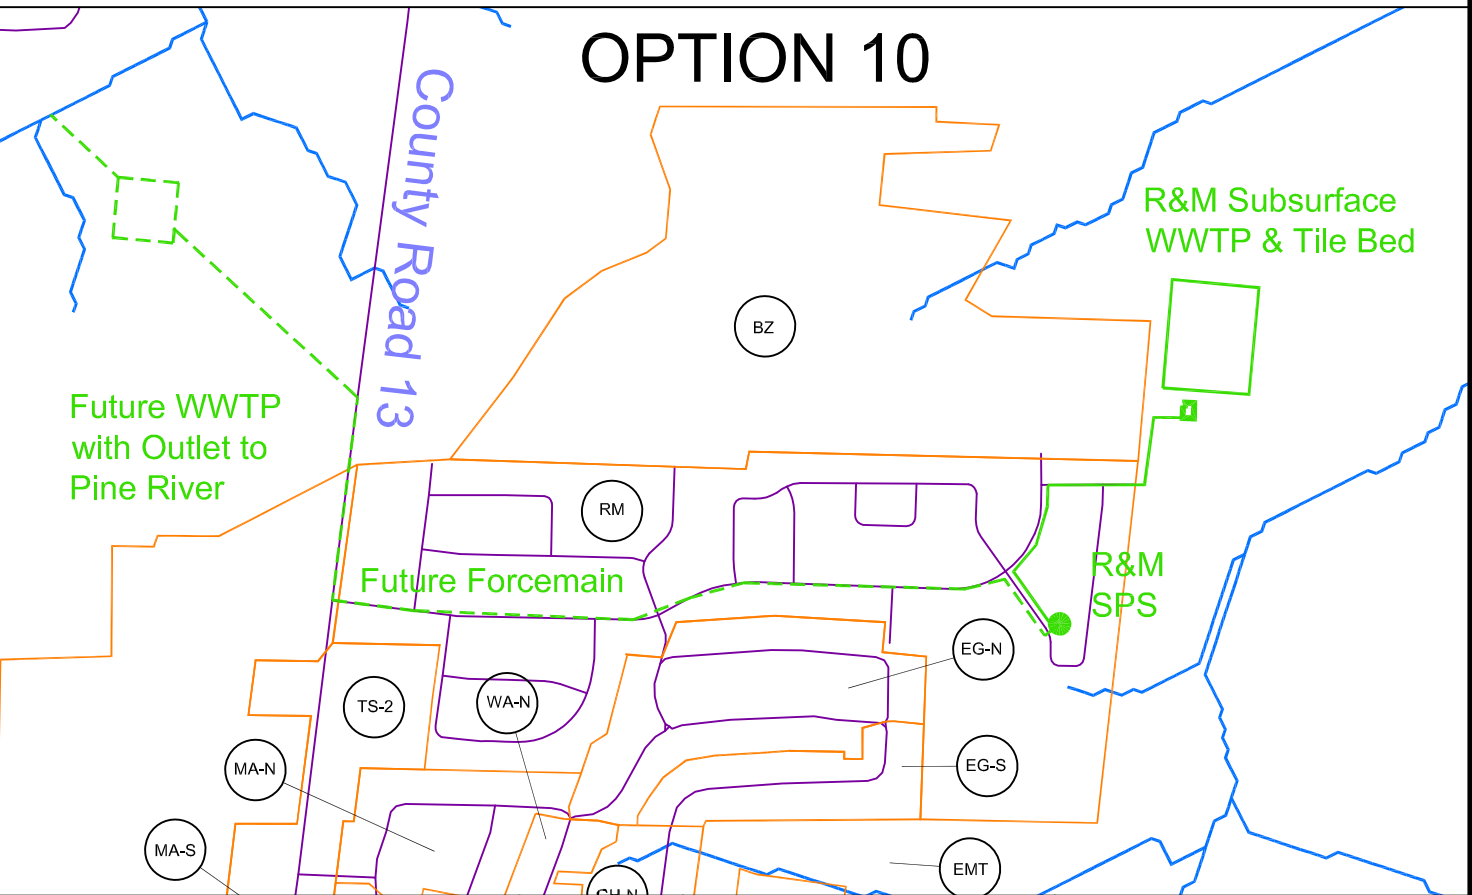 OPTION 10
County Road 13
R&M Subsurface
WWTP & Tile Bed
BZ
Future WWTP
with Outlet to
Pine River
RM
Future Forcemain
R&M
SPS
EG-N
TS-2
WA-N
MA-N
EG-S
MA-S
EMT